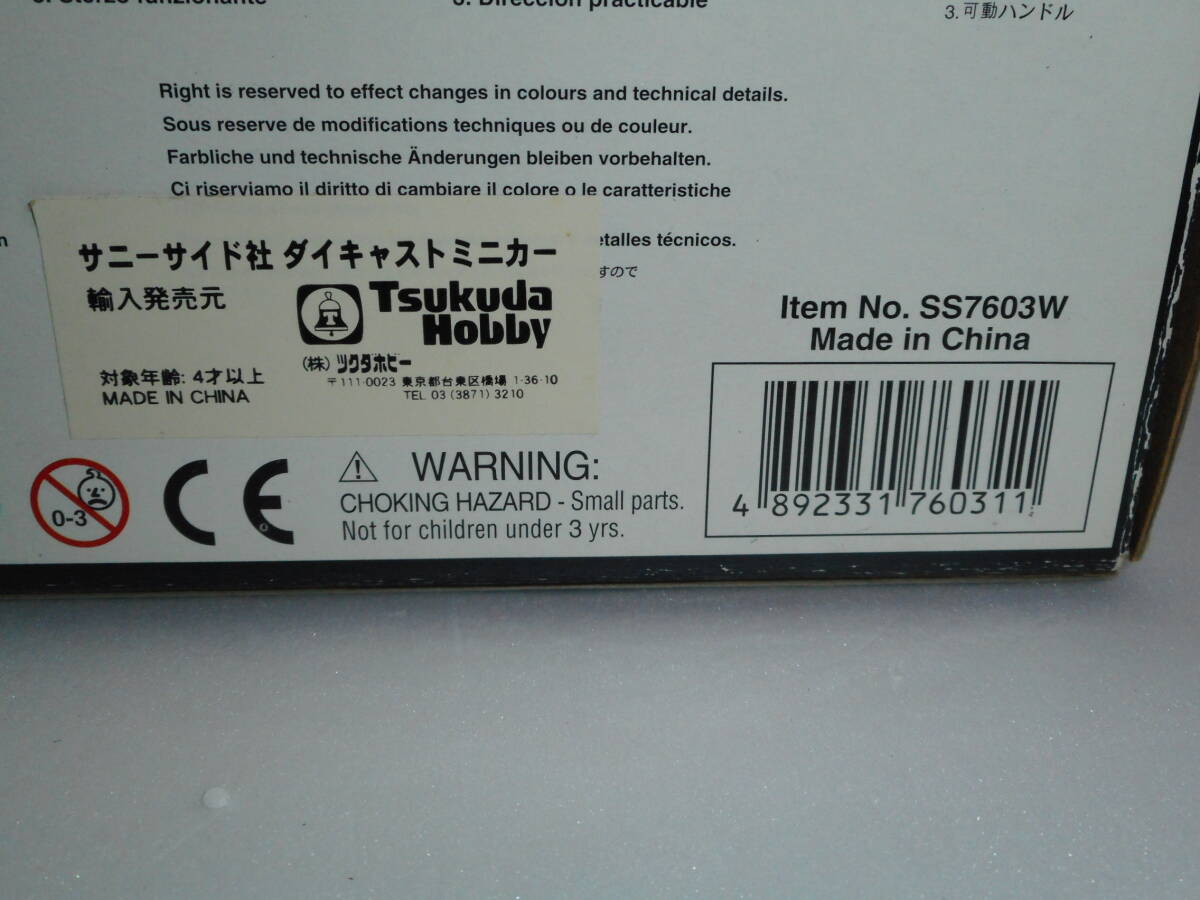 3. Sterzo funzionante
3. Dirección practicable
3.可動ハンドル
Right is reserved to effect changes in colours and technical details.
Sous reserve de modifications techniques ou de couleur.
Farbliche und technische Änderungen bleiben vorbehalten.
Ci riserviamo il diritto di cambiare il colore o le caratteristiche
n
etalles técnicos.
すので
サニーサイド社 ダイキャストミニカー
輸入発売元
Tsukuda
Hobby
(株) ツクダホビー
〒111-0023 東京都台東区橋場 1-36-10
TEL 03 (3871) 3210
対象年齢: 4才以上
MADE IN CHINA
Item No. SS7603W
Made in China
4 892331 760311
0-3
CE
WARNING:
CHOKING HAZARD - Small parts.
Not for children under 3 yrs.